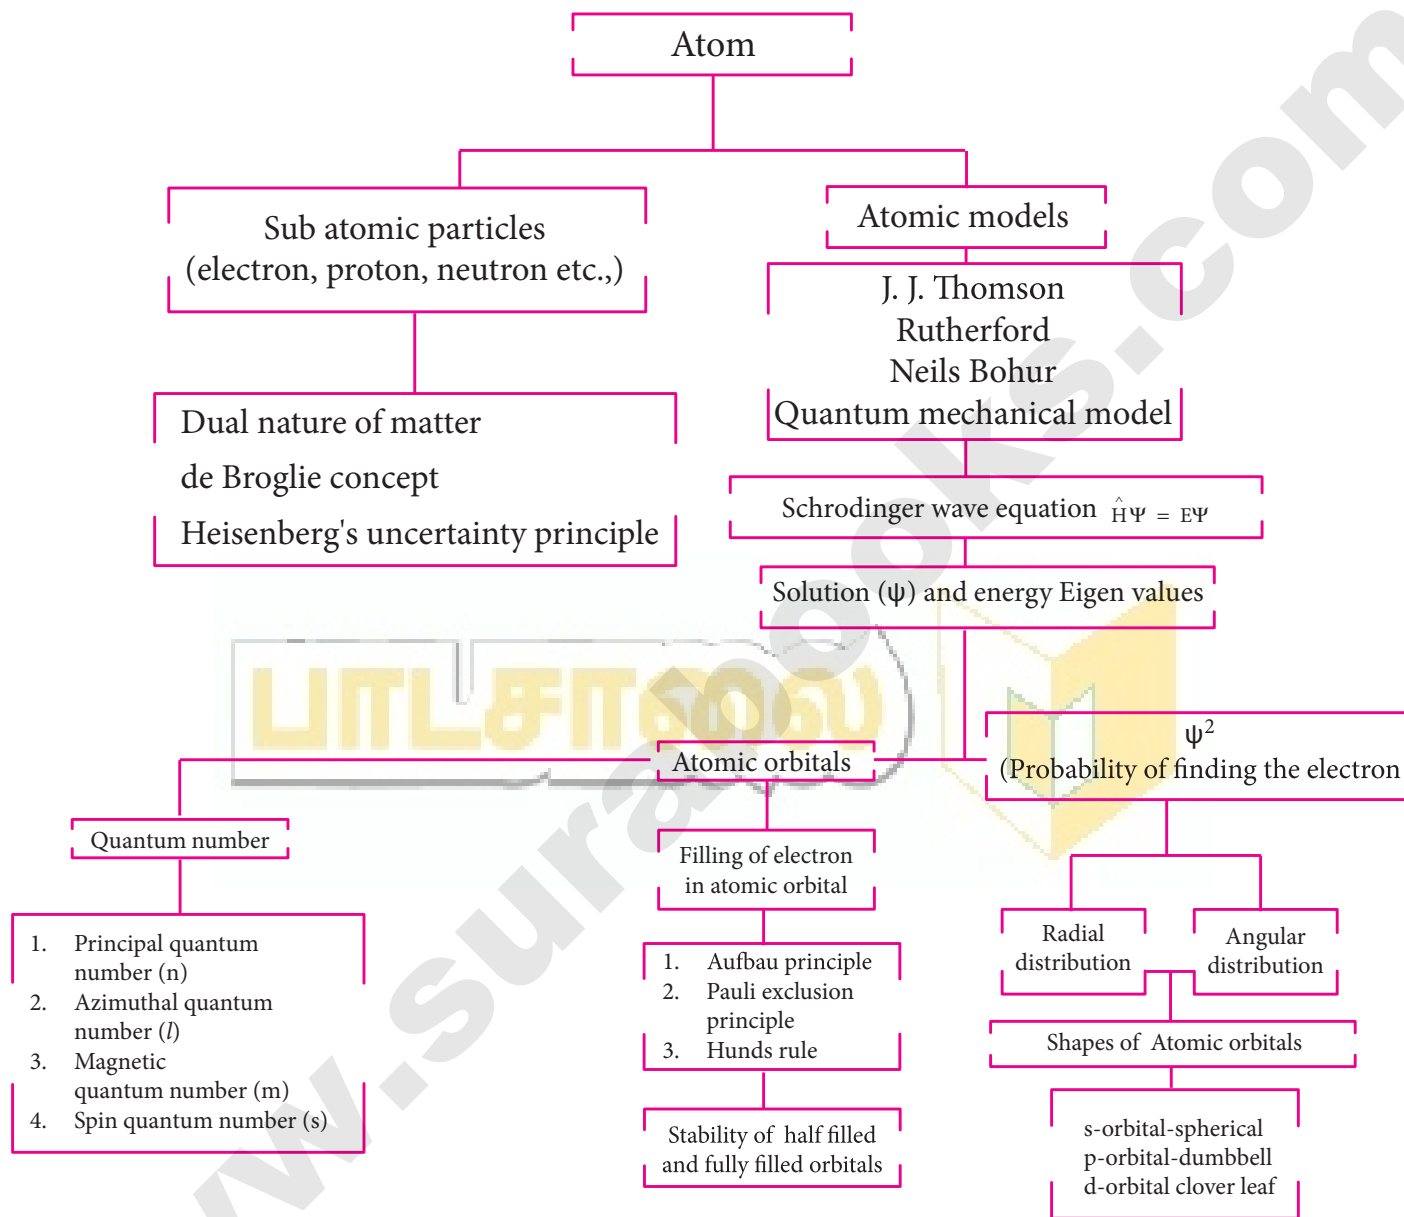 Atom
Sub atomic particles
(electron, proton, neutron etc.,)
Atomic models
J. J. Thomson
Rutherford
Neils Bohur
Quantum mechanical model
Dual nature of matter
de Broglie concept
Heisenberg's uncertainty principle
Schrodinger wave equation ĤΨ = EΨ
Solution (ψ) and energy Eigen values
பாடசாலை
Atomic orbitals
ψ²
(Probability of finding the electron
Quantum number
1. Principal quantum
number (n)
2. Azimuthal quantum
number (l)
3. Magnetic
quantum number (m)
4. Spin quantum number (s)
Filling of electron
in atomic orbital
1. Aufbau principle
2. Pauli exclusion
principle
3. Hunds rule
Stability of half filled
and fully filled orbitals
Radial
distribution
Angular
distribution
Shapes of Atomic orbitals
s-orbital-spherical
p-orbital-dumbbell
d-orbital clover leaf
www.surabooks.com